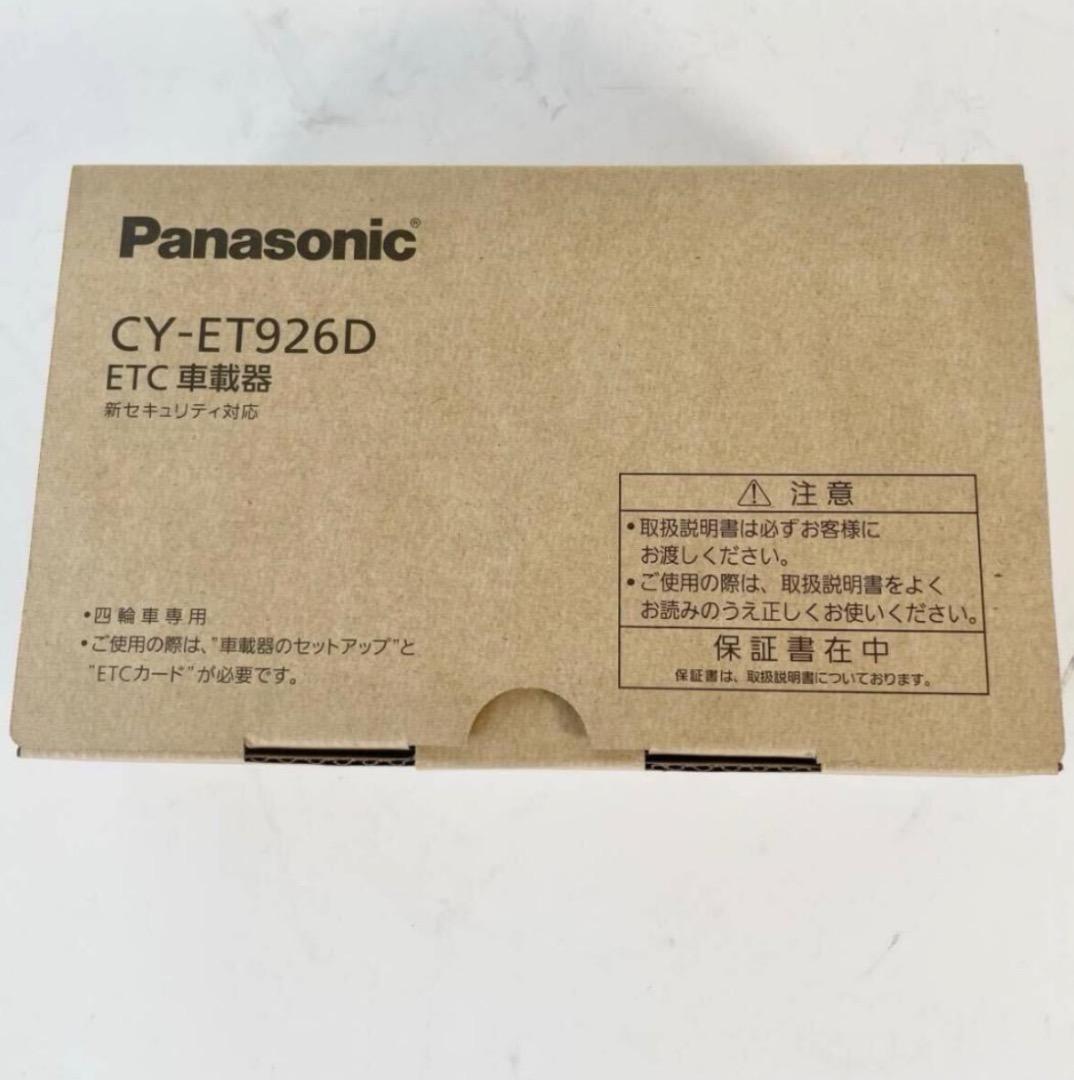 Panasonic®
CY-ET926D
ETC 車載器
新セキュリティ対応
・四輪車専用
・ご使用の際は、"車載器のセットアップ"と
"ETCカード"が必要です。
⚠ 注意
・取扱説明書は必ずお客様に
お渡しください。
・ご使用の際は、取扱説明書をよく
お読みのうえ正しくお使いください。
保証書在中
保証書は、取扱説明書についております。